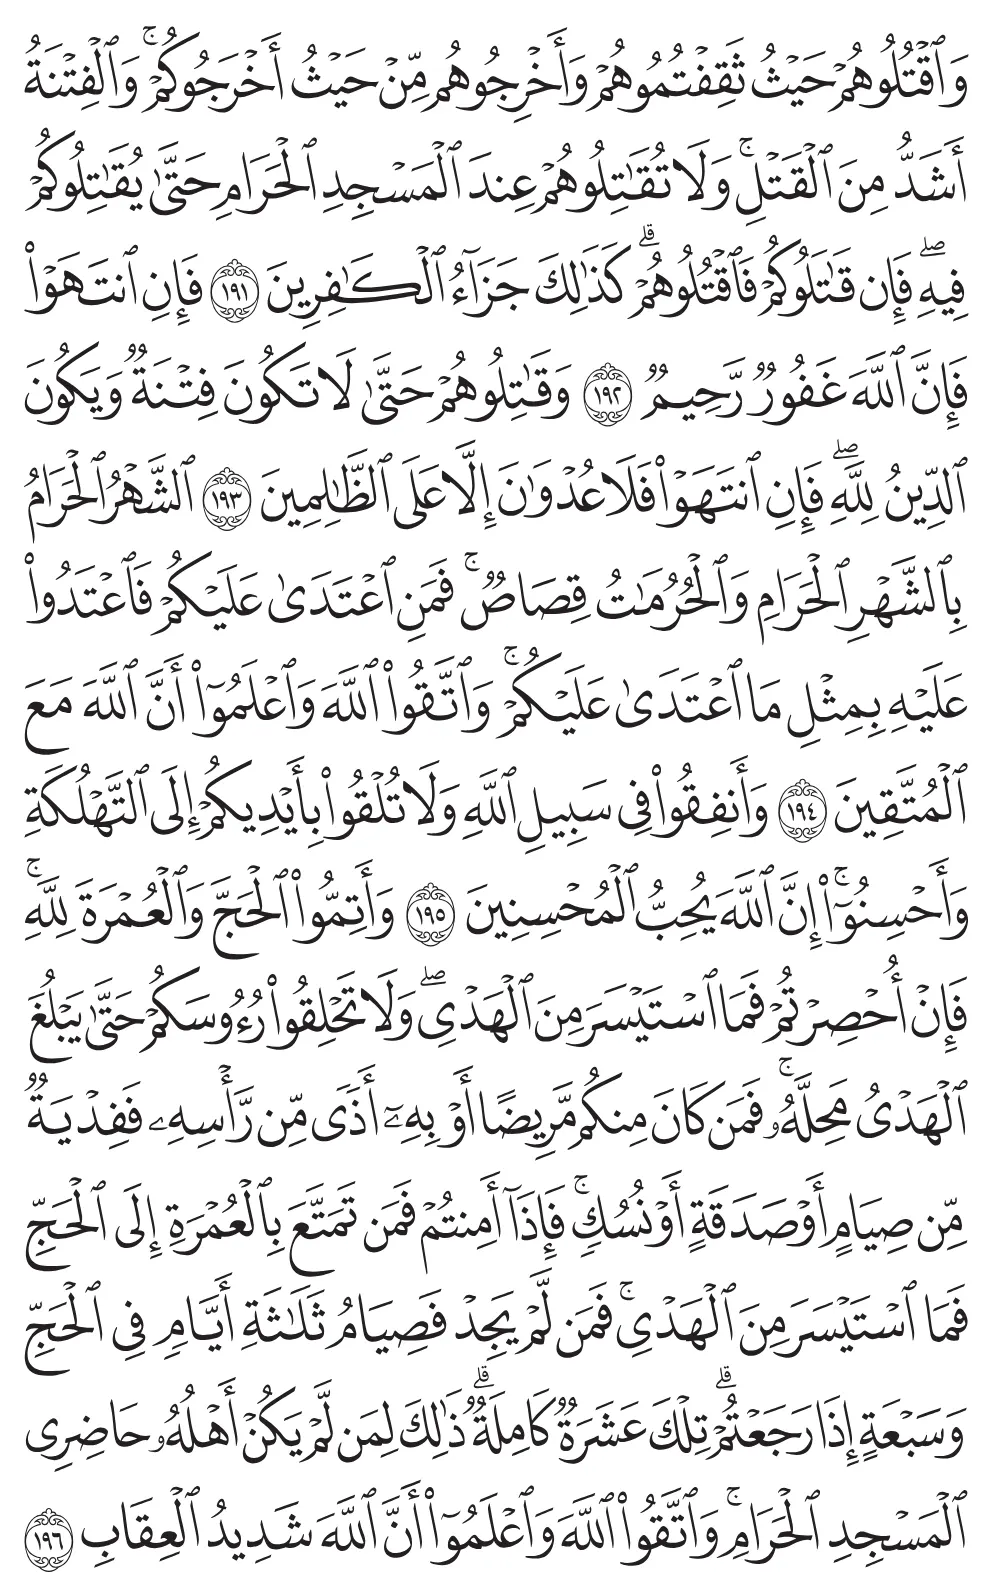 وَٱقۡتُلُوهُمۡ حَيۡثُ ثَقِفۡتُمُوهُمۡ وَأَخۡرِجُوهُم مِّنۡ حَيۡثُ أَخۡرَجُوكُمۡۚ وَٱلۡفِتۡنَةُ
أَشَدُّ مِنَ ٱلۡقَتۡلِۚ وَلَا تُقَٰتِلُوهُمۡ عِندَ ٱلۡمَسۡجِدِ ٱلۡحَرَامِ حَتَّىٰ يُقَٰتِلُوكُمۡ
فِيهِۖ فَإِن قَٰتَلُوكُمۡ فَٱقۡتُلُوهُمۡۗ كَذَٰلِكَ جَزَآءُ ٱلۡكَٰفِرِينَ ١٩١ فَإِنِ ٱنتَهَوۡاْ
فَإِنَّ ٱللَّهَ غَفُورٞ رَّحِيمٞ ١٩٢ وَقَٰتِلُوهُمۡ حَتَّىٰ لَا تَكُونَ فِتۡنَةٞ وَيَكُونَ
ٱلدِّينُ لِلَّهِۖ فَإِنِ ٱنتَهَوۡاْ فَلَا عُدۡوَٰنَ إِلَّا عَلَى ٱلظَّٰلِمِينَ ١٩٣ ٱلشَّهۡرُ ٱلۡحَرَامُ
بِٱلشَّهۡرِ ٱلۡحَرَامِ وَٱلۡحُرُمَٰتُ قِصَاصٞۚ فَمَنِ ٱعۡتَدَىٰ عَلَيۡكُمۡ فَٱعۡتَدُواْ
عَلَيۡهِ بِمِثۡلِ مَا ٱعۡتَدَىٰ عَلَيۡكُمۡۚ وَٱتَّقُواْ ٱللَّهَ وَٱعۡلَمُوٓاْ أَنَّ ٱللَّهَ مَعَ
ٱلۡمُتَّقِينَ ١٩٤ وَأَنفِقُواْ فِي سَبِيلِ ٱللَّهِ وَلَا تُلۡقُواْ بِأَيۡدِيكُمۡ إِلَى ٱلتَّهۡلُكَةِ
وَأَحۡسِنُوٓاْۚ إِنَّ ٱللَّهَ يُحِبُّ ٱلۡمُحۡسِنِينَ ١٩٥ وَأَتِمُّواْ ٱلۡحَجَّ وَٱلۡعُمۡرَةَ لِلَّهِۚ
فَإِنۡ أُحۡصِرۡتُمۡ فَمَا ٱسۡتَيۡسَرَ مِنَ ٱلۡهَدۡيِۖ وَلَا تَحۡلِقُواْ رُءُوسَكُمۡ حَتَّىٰ يَبۡلُغَ
ٱلۡهَدۡيُ مَحِلَّهُۥۚ فَمَن كَانَ مِنكُم مَّرِيضًا أَوۡ بِهِۦٓ أَذٗى مِّن رَّأۡسِهِۦ فَفِدۡيَةٞ
مِّن صِيَامٍ أَوۡ صَدَقَةٍ أَوۡ نُسُكٖۚ فَإِذَآ أَمِنتُمۡ فَمَن تَمَتَّعَ بِٱلۡعُمۡرَةِ إِلَى ٱلۡحَجِّ
فَمَا ٱسۡتَيۡسَرَ مِنَ ٱلۡهَدۡيِۚ فَمَن لَّمۡ يَجِدۡ فَصِيَامُ ثَلَٰثَةِ أَيَّامٖ فِي ٱلۡحَجِّ
وَسَبۡعَةٍ إِذَا رَجَعۡتُمۡۗ تِلۡكَ عَشَرَةٞ كَامِلَةٞۗ ذَٰلِكَ لِمَن لَّمۡ يَكُنۡ أَهۡلُهُۥ حَاضِرِي
ٱلۡمَسۡجِدِ ٱلۡحَرَامِۚ وَٱتَّقُواْ ٱللَّهَ وَٱعۡلَمُوٓاْ أَنَّ ٱللَّهَ شَدِيدُ ٱلۡعِقَابِ ١٩٦